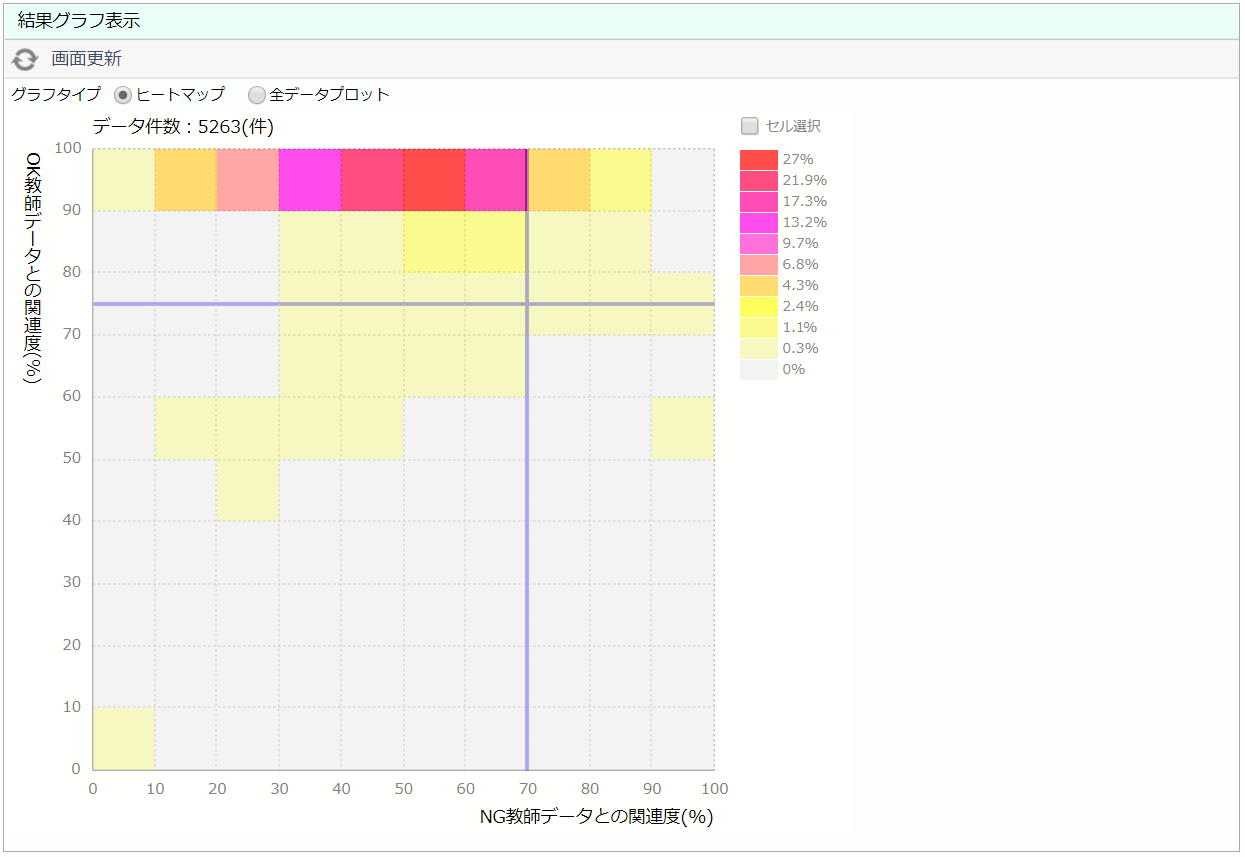 結果グラフ表示
画面更新
グラフタイプ ヒートマップ 全データプロット
データ件数 : 5263(件)
セル選択
OK教師データとの関連度(%)
100
90
80
70
60
50
40
30
20
10
0
0 10 20 30 40 50 60 70 80 90 100
NG教師データとの関連度(%)
27%
21.9%
17.3%
13.2%
9.7%
6.8%
4.3%
2.4%
1.1%
0.3%
0%